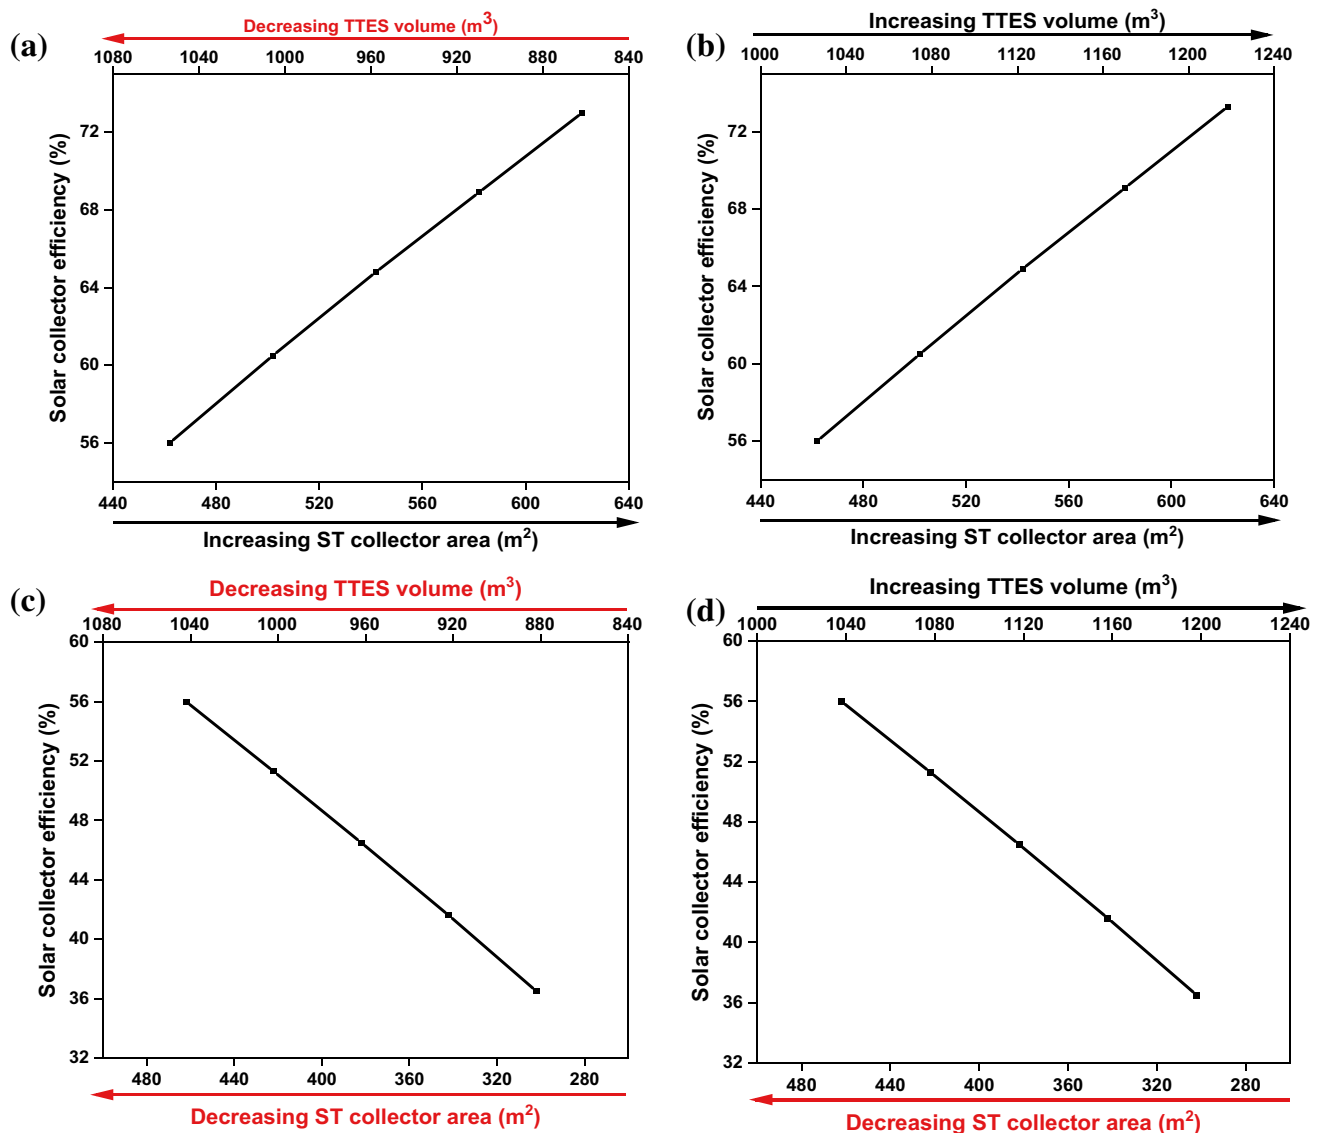 (a)
Decreasing TTES volume (m³)
1080 1040 1000 960 920 880 840
72
68
64
60
56
Solar collector efficiency (%)
440 480 520 560 600 640
Increasing ST collector area (m²)
(b)
Increasing TTES volume (m³)
1000 1040 1080 1120 1160 1200 1240
72
68
64
60
56
Solar collector efficiency (%)
440 480 520 560 600 640
Increasing ST collector area (m²)
(c)
Decreasing TTES volume (m³)
1080 1040 1000 960 920 880 840
60
56
52
48
44
40
36
32
Solar collector efficiency (%)
480 440 400 360 320 280
Decreasing ST collector area (m²)
(d)
Increasing TTES volume (m³)
1000 1040 1080 1120 1160 1200 1240
60
56
52
48
44
40
36
32
Solar collector efficiency (%)
480 440 400 360 320 280
Decreasing ST collector area (m²)